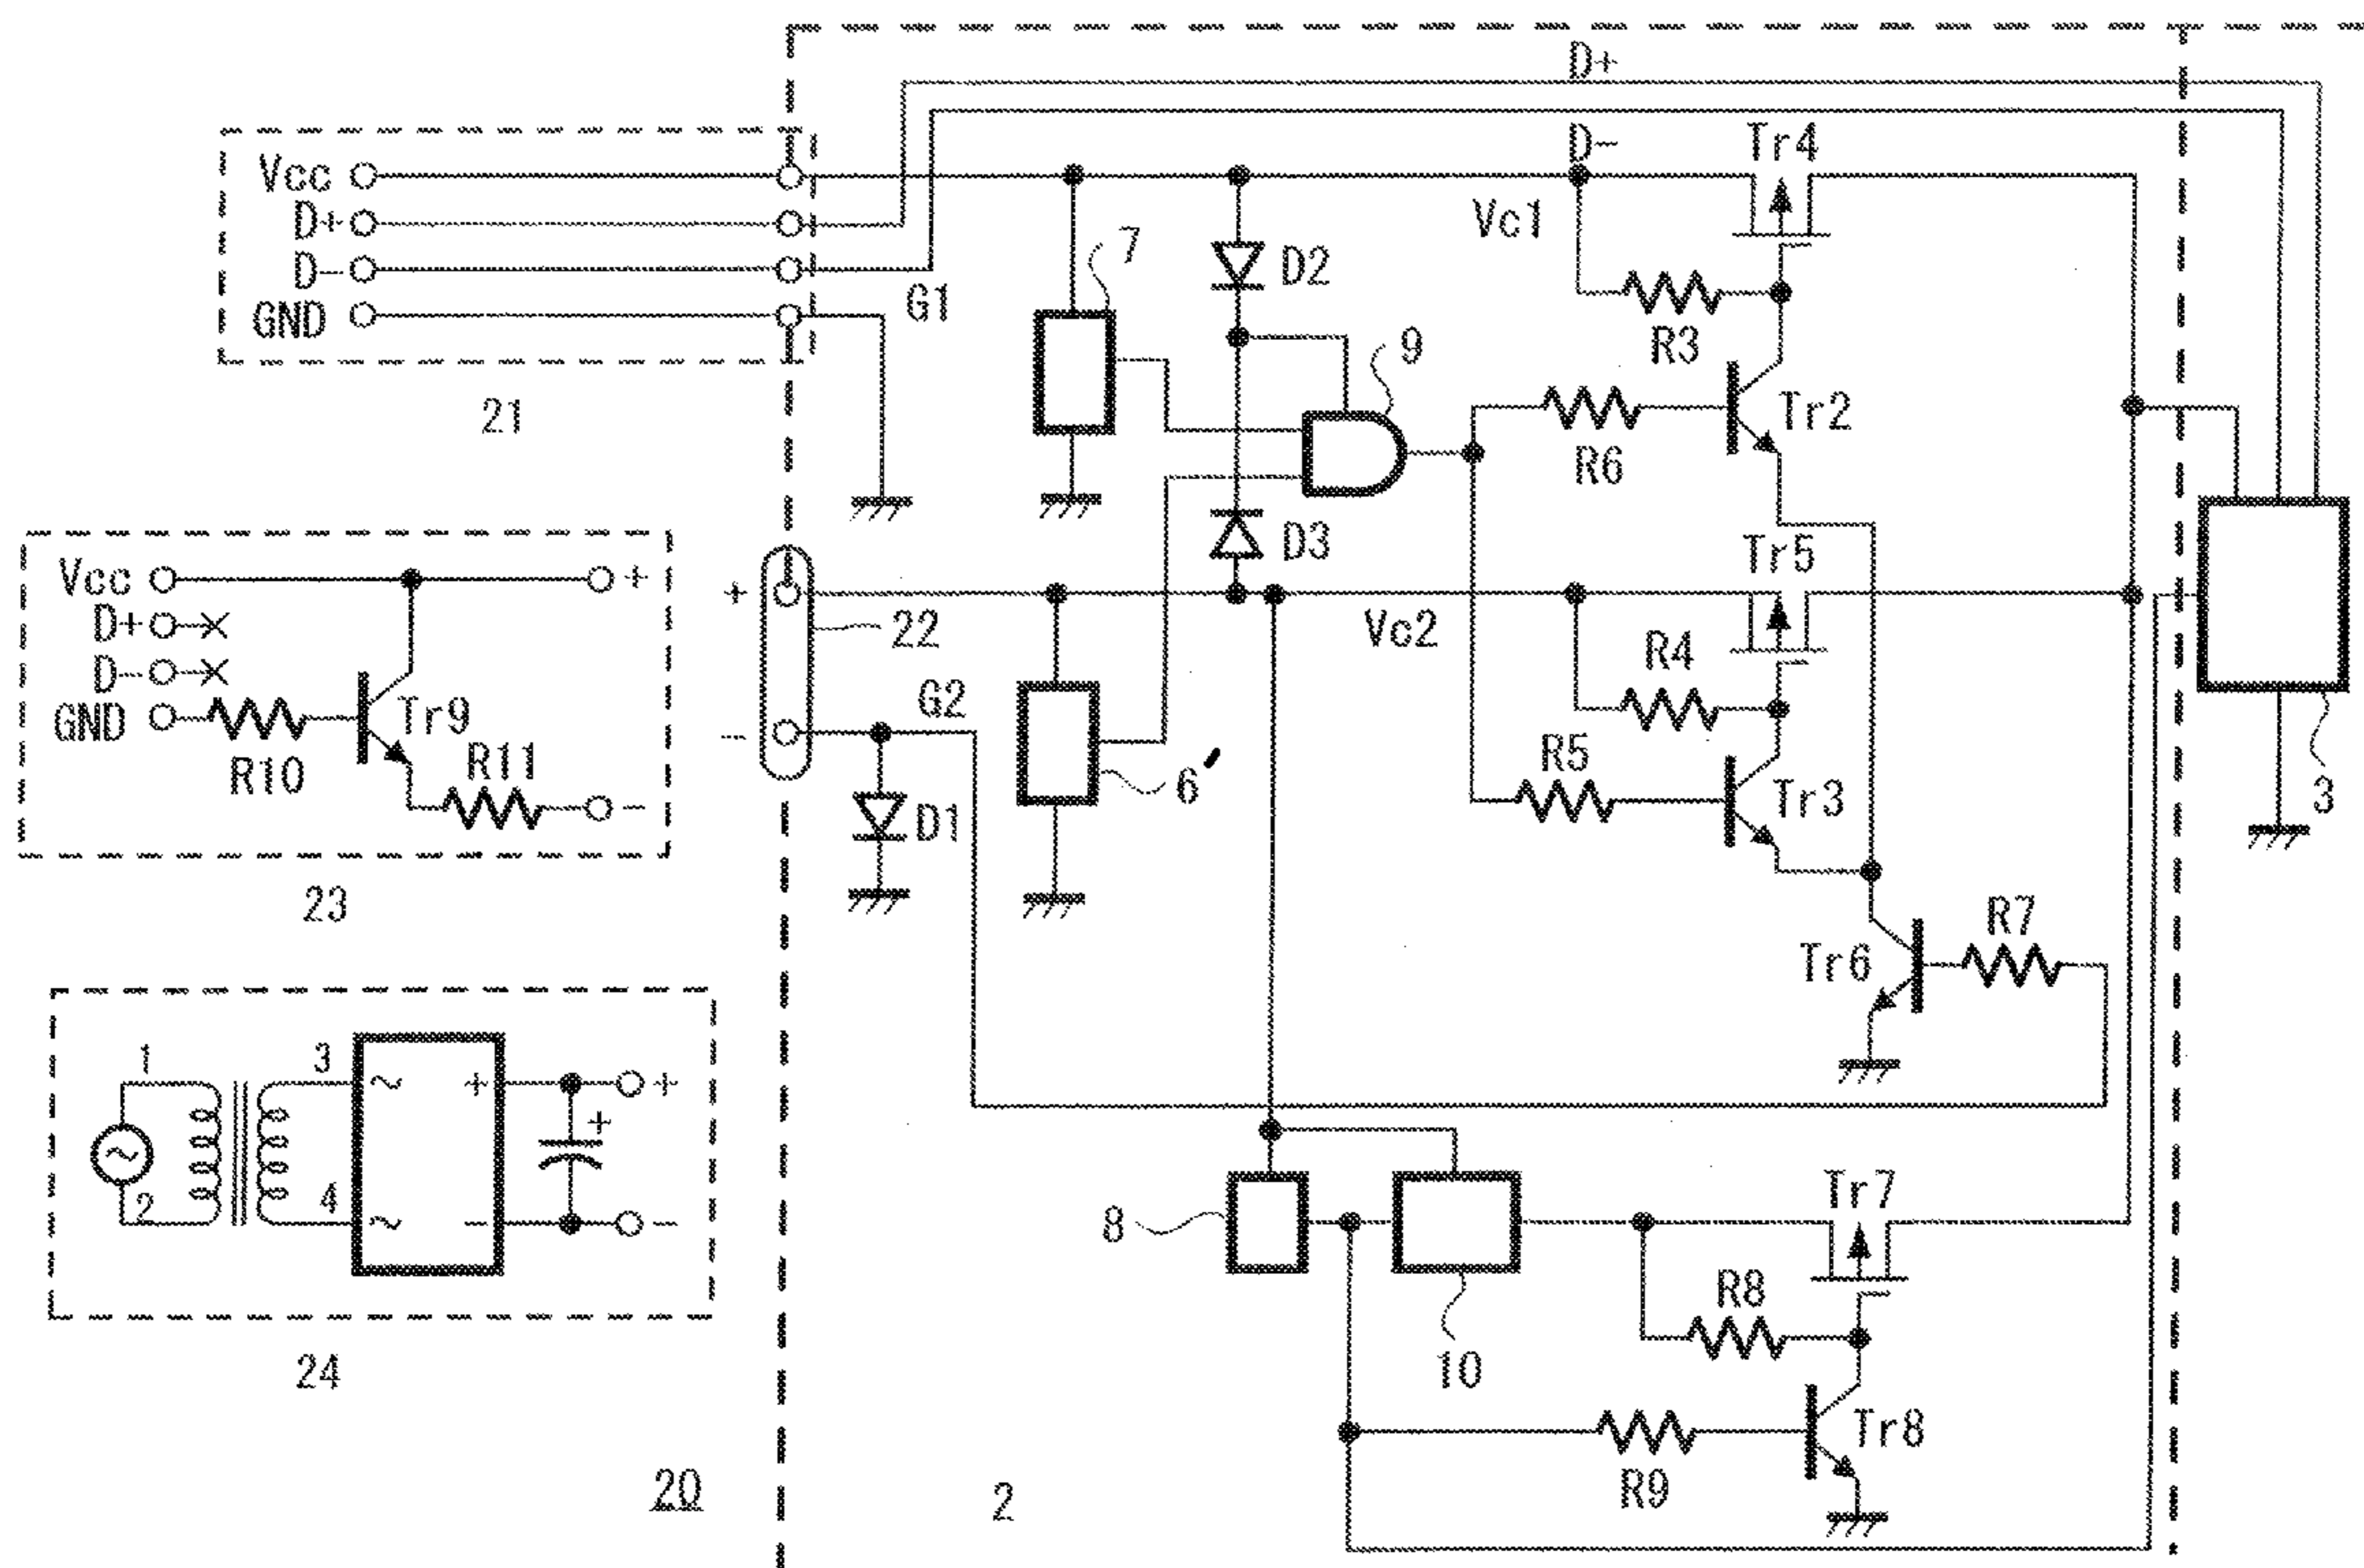 D+
D-
Tr4
Vcc
D+
D-
GND
21
G1
Vc1
7
D2
R3
9
R6
Tr2
Vcc
D+
D-
GND
R10
Tr9
R11
+
-
23
+
22
-
G2
D1
6'
D3
Vc2
Tr5
R4
R5
Tr3
3
Tr6
R7
1
2
3
4
~
~
+
-
+
+
-
~
24
8
10
Tr7
R8
R9
Tr8
20
2